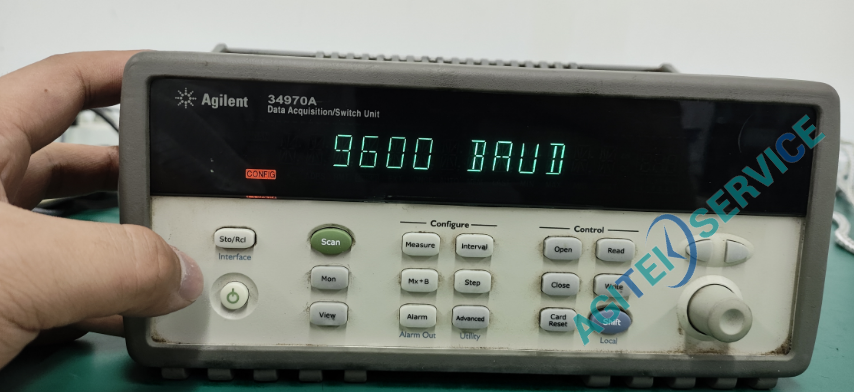 Agilent 34970A
Data Acquisition/Switch Unit
9600 BAUD
CONFIG
Configure
Control
Sto/Rcl
Interface
Scan
Measure
Interval
Open
Read
Mon
Mx+B
Step
Close
Write
View
Alarm
Alarm Out
Advanced
Utility
Card
Reset
Shift
Local
ASITEK SERVICE